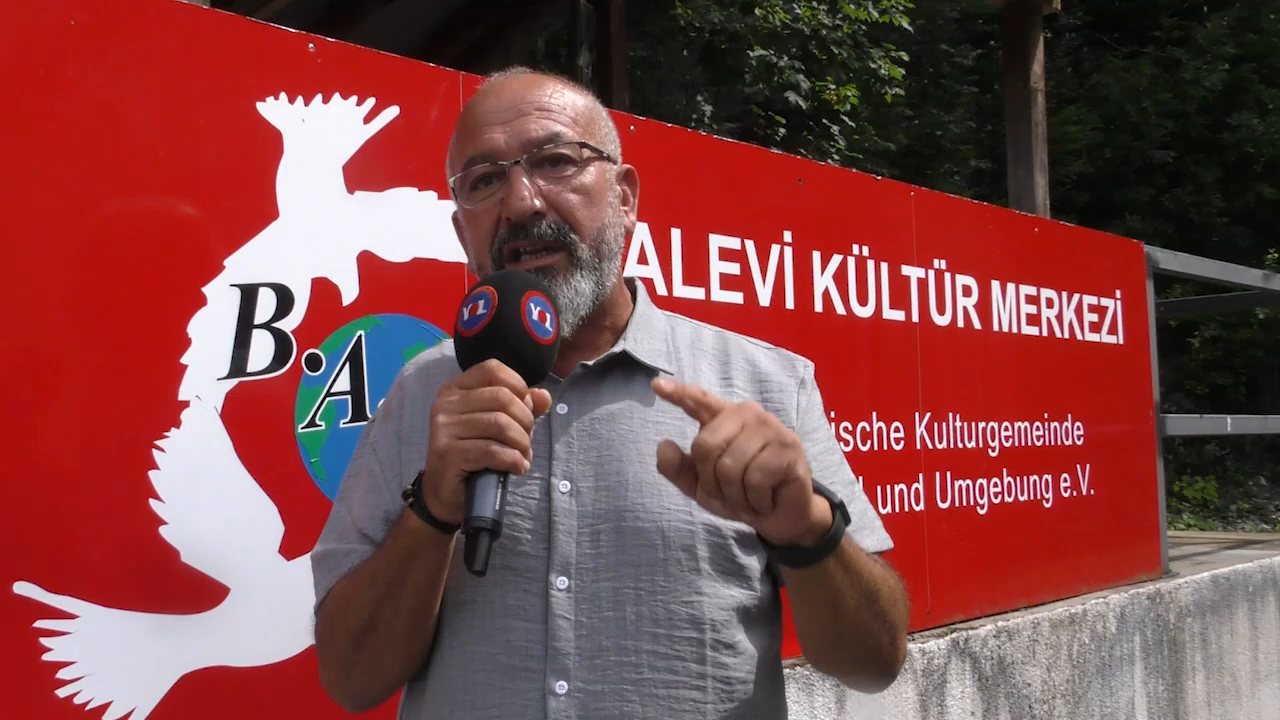 B.A.
ALEVİ KÜLTÜR MERKEZİ
ische Kulturgemeinde
und Umgebung e.V.
YOL
YOL